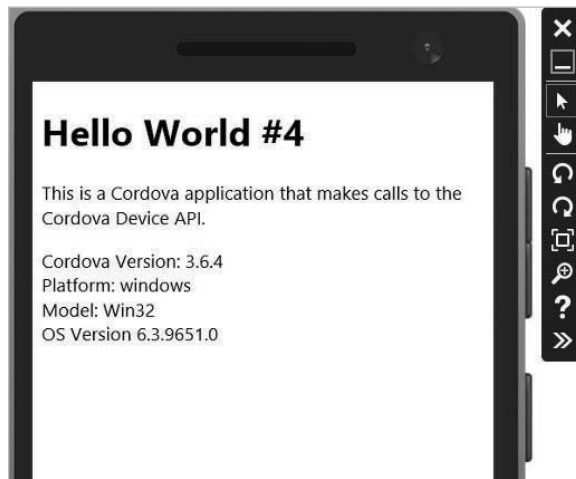 Hello World #4
This is a Cordova application that makes calls to the
Cordova Device API.
Cordova Version: 3.6.4
Platform: windows
Model: Win32
OS Version 6.3.9651.0